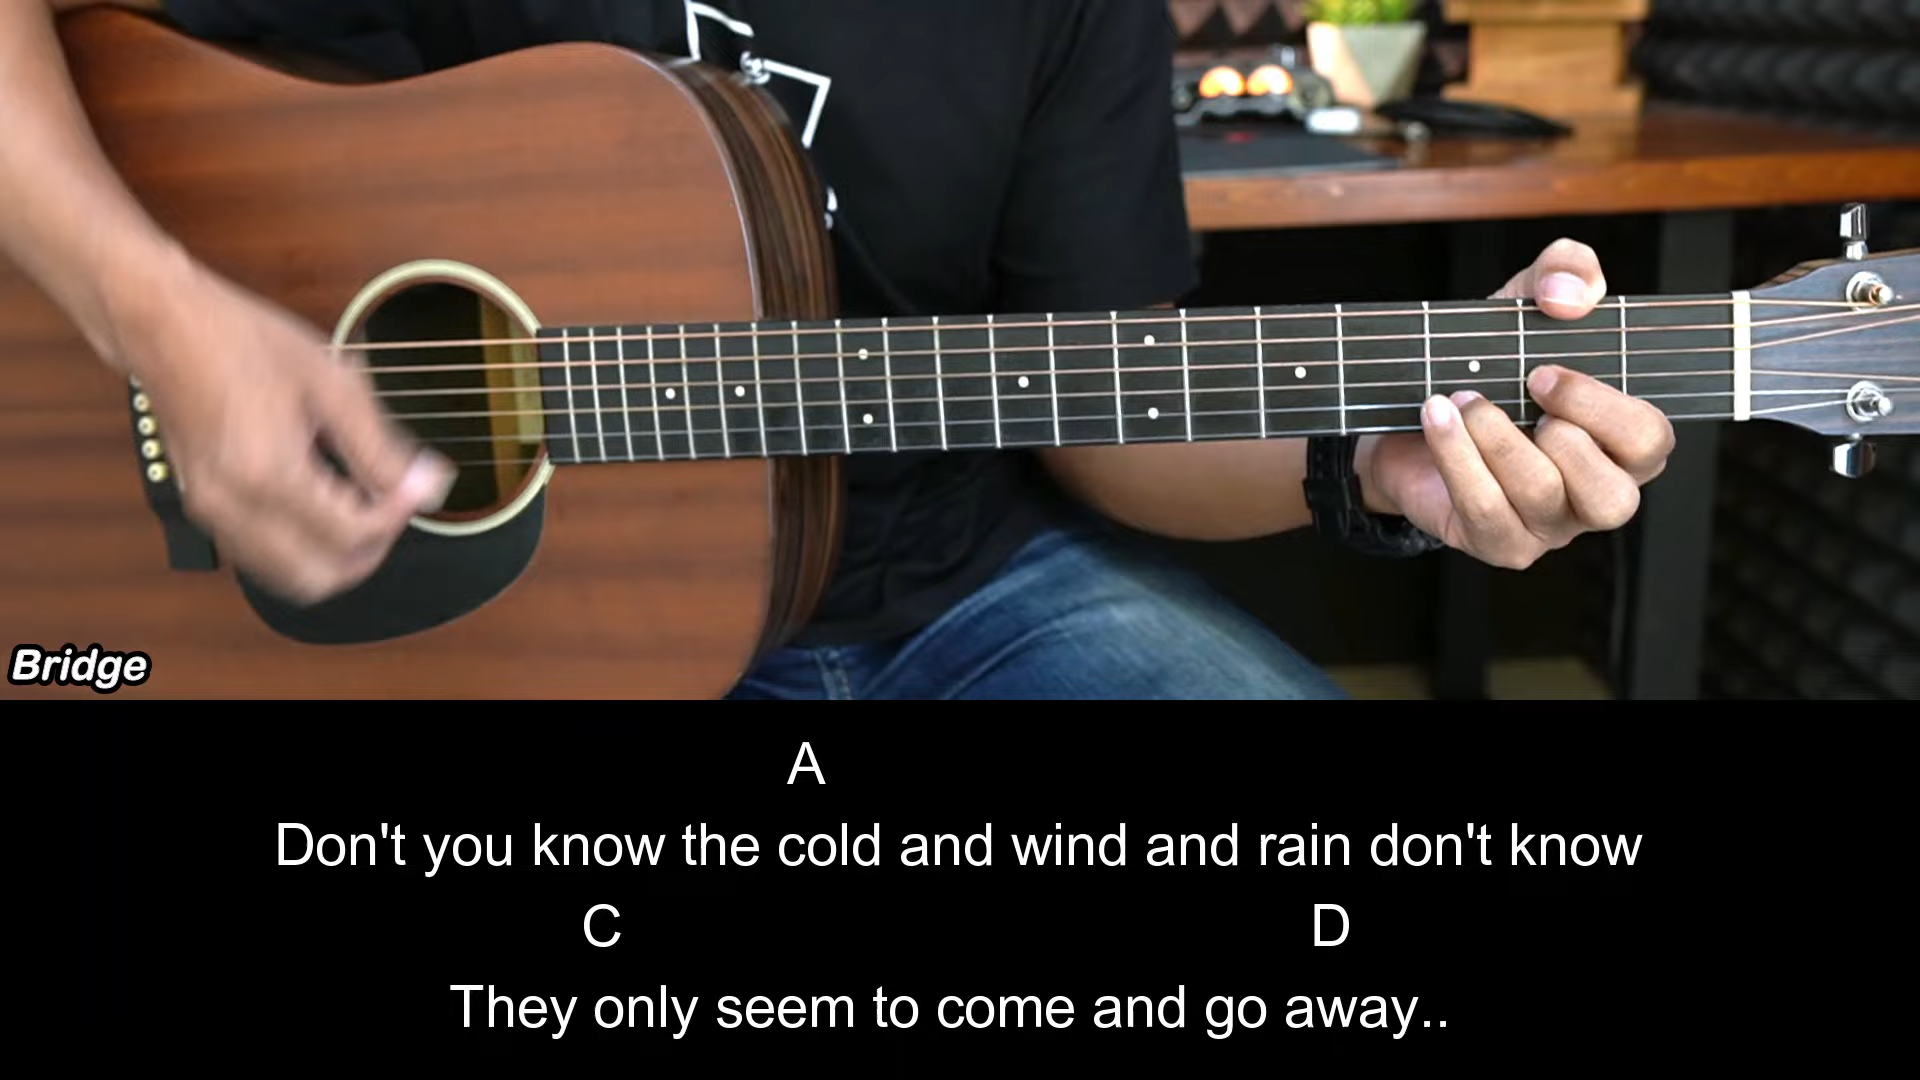 Bridge
A
Don't you know the cold and wind and rain don't know
C D
They only seem to come and go away..